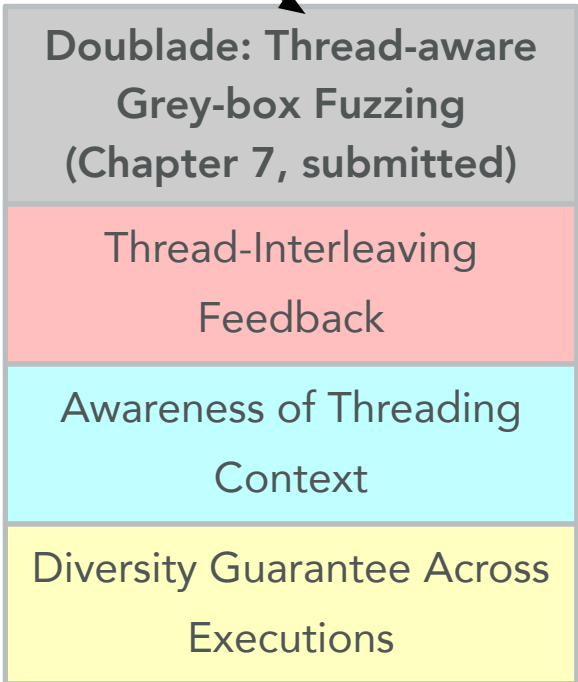 Doublade: Thread-aware
Grey-box Fuzzing
(Chapter 7, submitted)
Thread-Interleaving
Feedback
Awareness of Threading
Context
Diversity Guarantee Across
Executions